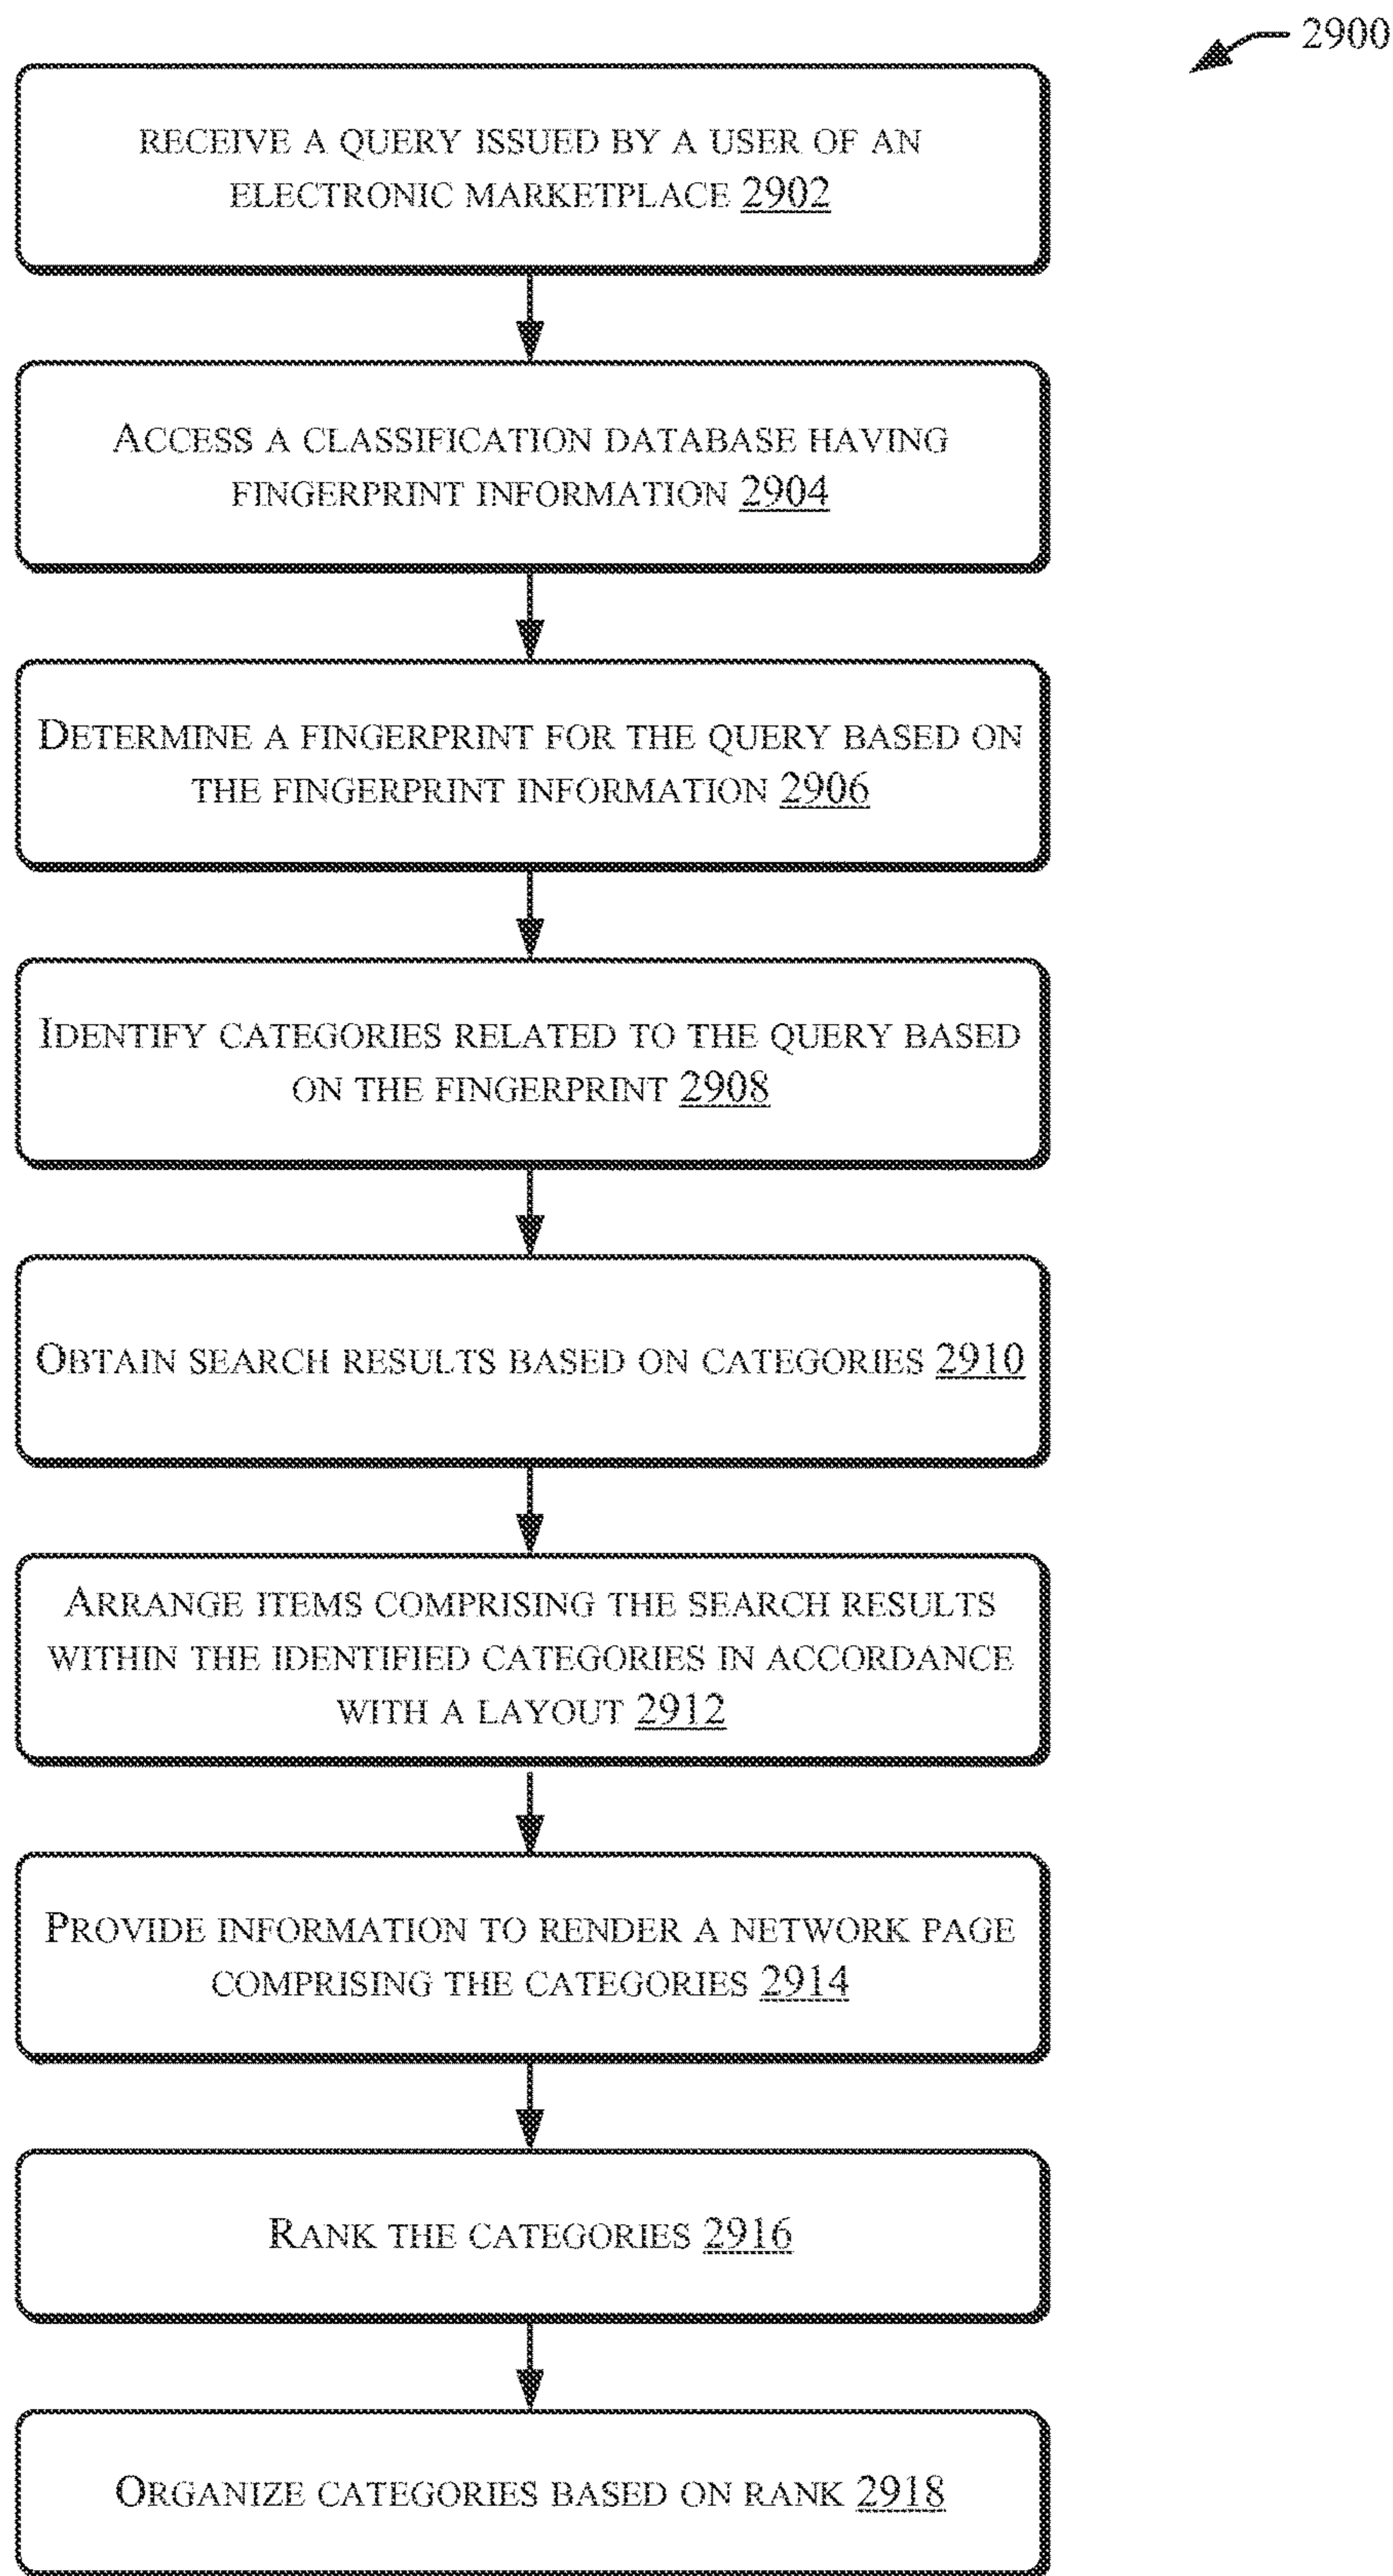 2900
RECEIVE A QUERY ISSUED BY A USER OF AN
ELECTRONIC MARKETPLACE 2902
ACCESS A CLASSIFICATION DATABASE HAVING
FINGERPRINT INFORMATION 2904
DETERMINE A FINGERPRINT FOR THE QUERY BASED ON
THE FINGERPRINT INFORMATION 2906
IDENTIFY CATEGORIES RELATED TO THE QUERY BASED
ON THE FINGERPRINT 2908
OBTAIN SEARCH RESULTS BASED ON CATEGORIES 2910
ARRANGE ITEMS COMPRISING THE SEARCH RESULTS
WITHIN THE IDENTIFIED CATEGORIES IN ACCORDANCE
WITH A LAYOUT 2912
PROVIDE INFORMATION TO RENDER A NETWORK PAGE
COMPRISING THE CATEGORIES 2914
RANK THE CATEGORIES 2916
ORGANIZE CATEGORIES BASED ON RANK 2918